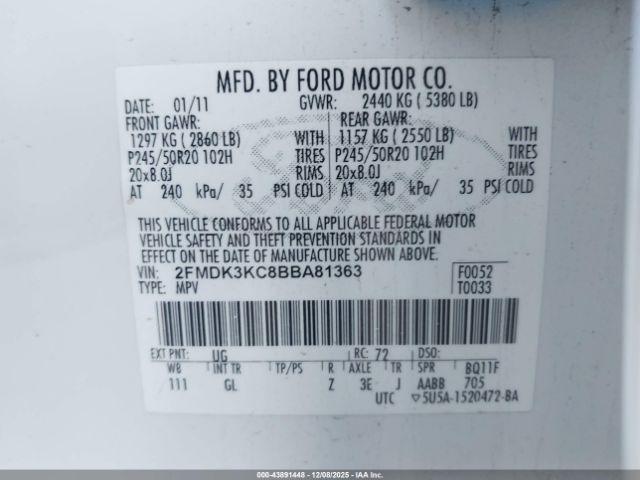 MFD. BY FORD MOTOR CO.
DATE: 01/11 GVWR: 2440 KG ( 5380 LB)
FRONT GAWR: REAR GAWR:
1297 KG ( 2860 LB) WITH 1157 KG ( 2550 LB) WITH
P245/50R20 102H TIRES P245/50R20 102H TIRES
20x8.0J RIMS 20x8.0J RIMS
AT 240 kPa/ 35 PSI COLD AT 240 kPa/ 35 PSI COLD
THIS VEHICLE CONFORMS TO ALL APPLICABLE FEDERAL MOTOR
VEHICLE SAFETY AND THEFT PREVENTION STANDARDS IN
EFFECT ON THE DATE OF MANUFACTURE SHOWN ABOVE.
VIN: 2FMDK3KC8BBA81363 F0052
TYPE: MPV T0033
EXT PNT: UG RC: 72 DSO:
WB INT TR TP/PS R AXLE TR SPR BQ11F
111 GL Z 3E J AABB 705
UTC ▽5U5A-1520472-BA
000-43891448 - 12/08/2025 - IAAI.COM